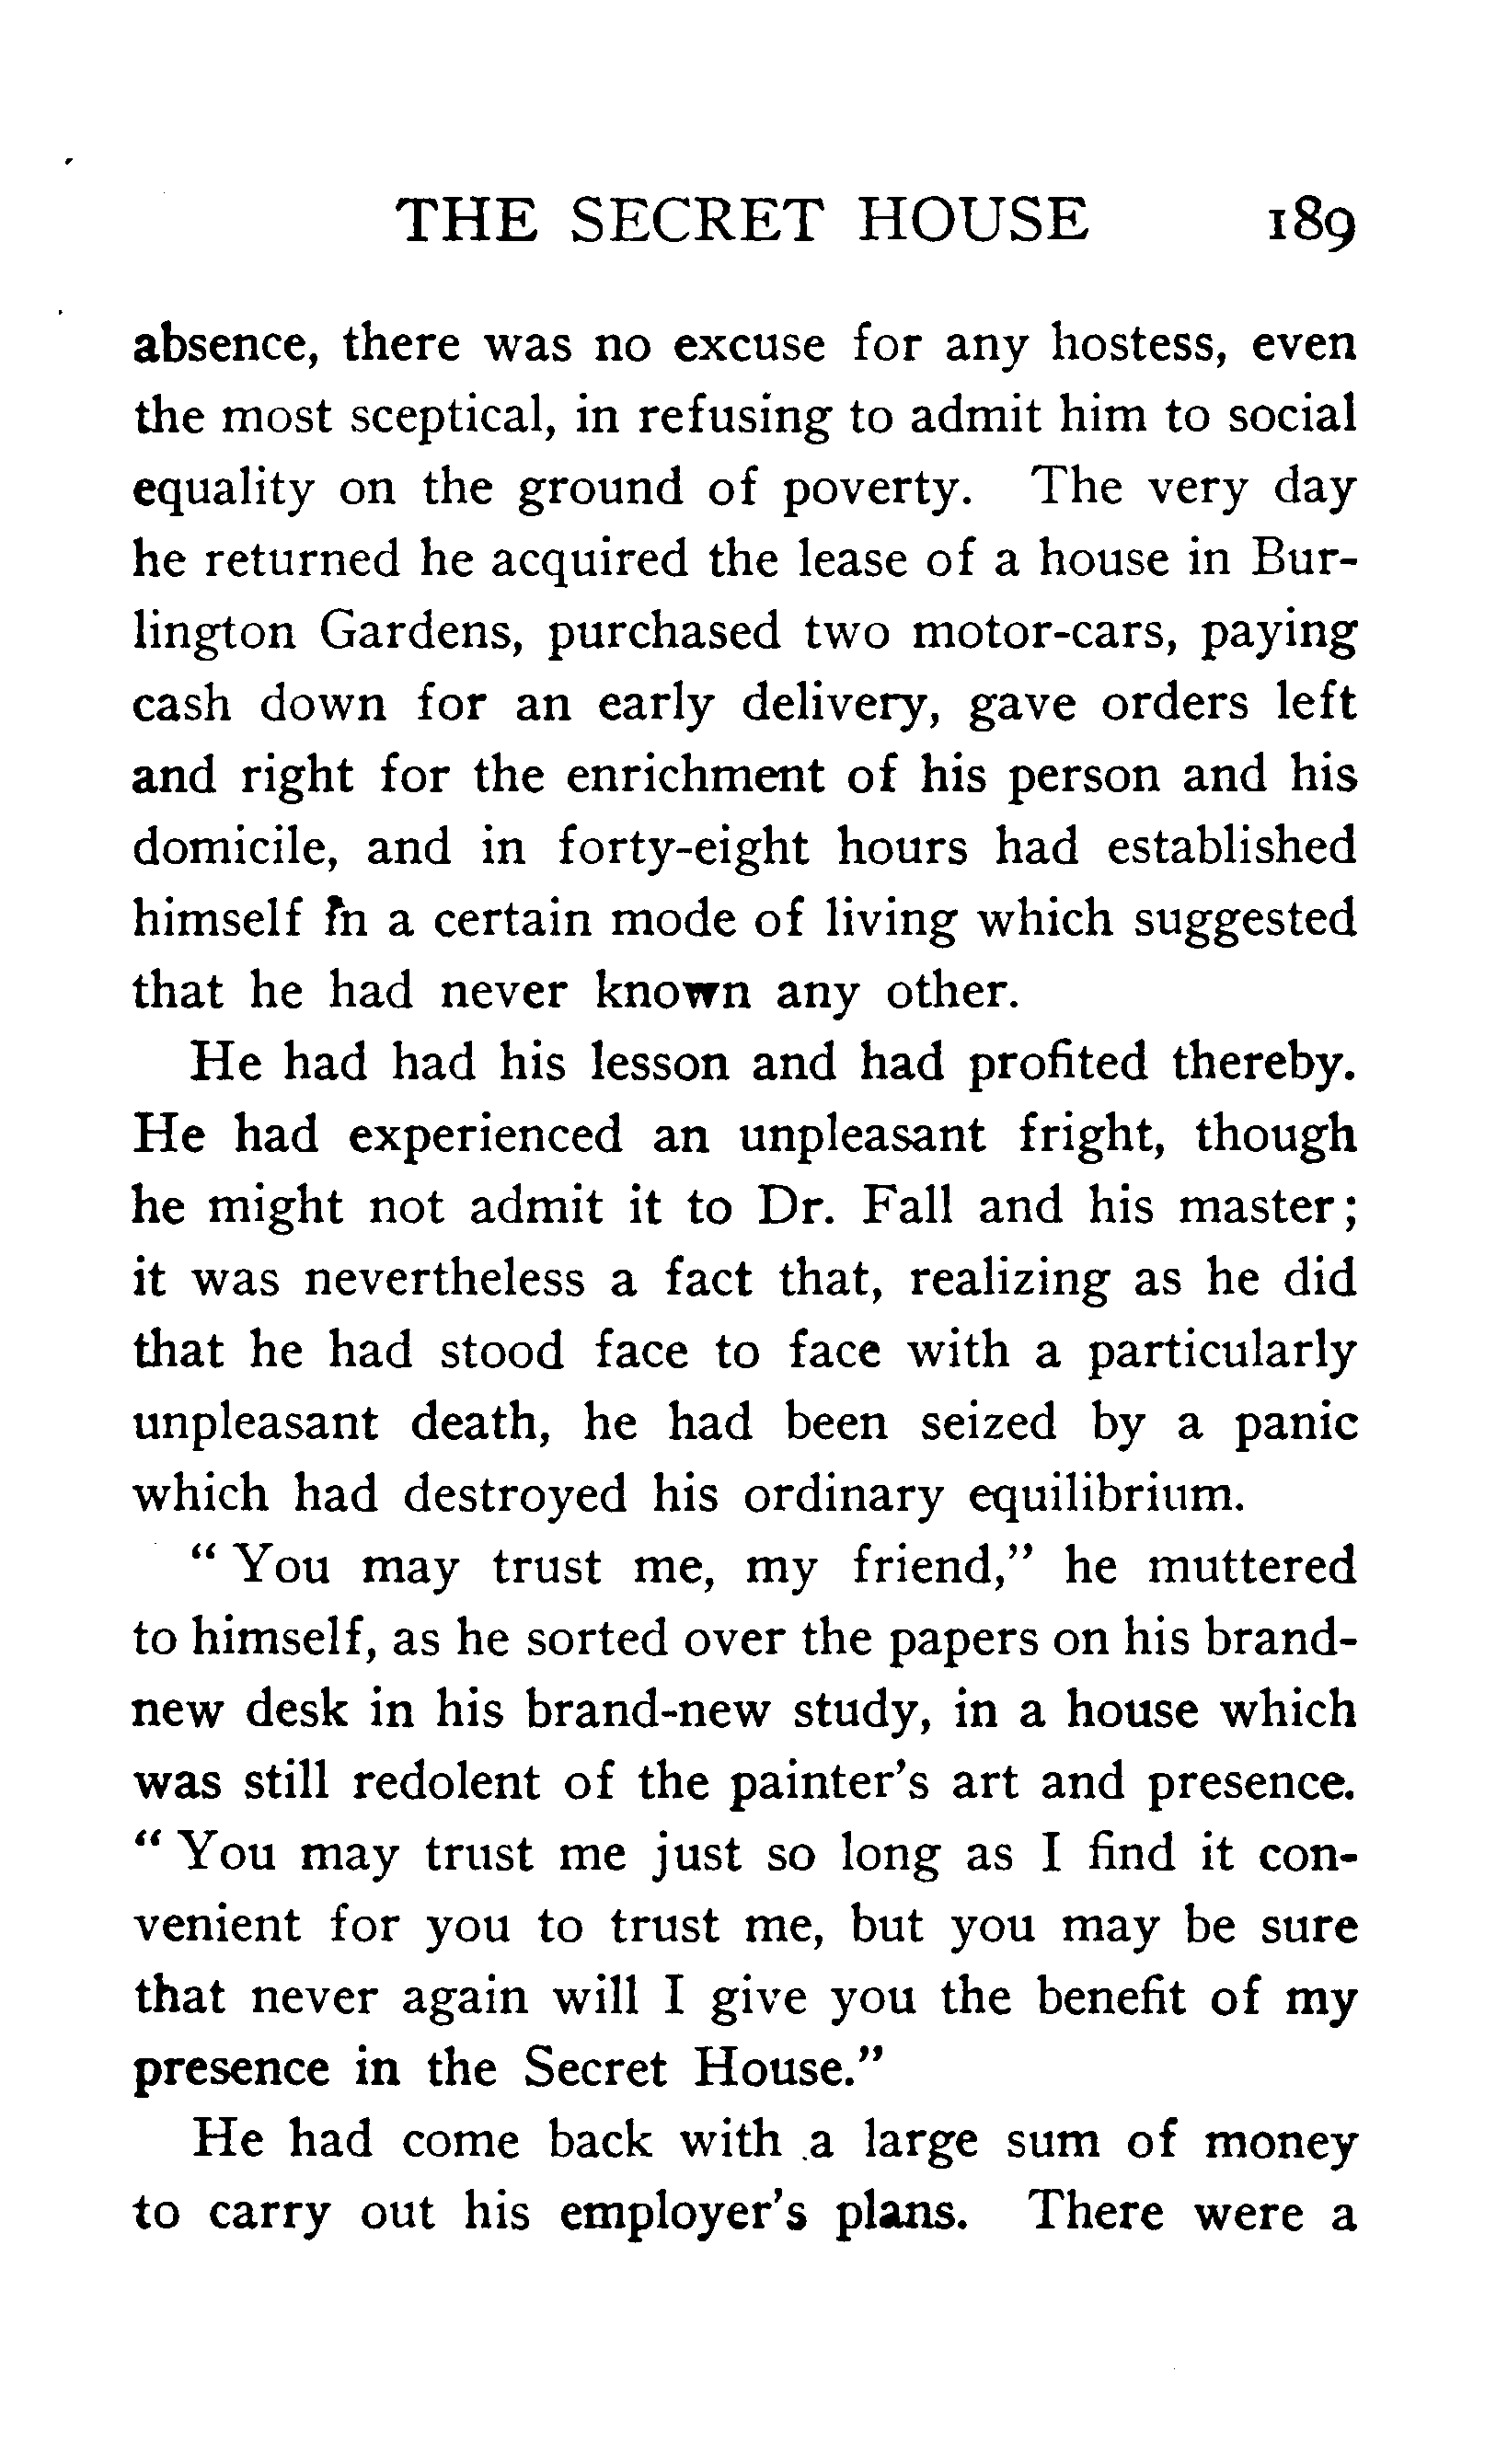 THE SECRET HOUSE 189
absence, there was no excuse for any hostess, even
the most sceptical, in refusing to admit him to social
equality on the ground of poverty. The very day
he returned he acquired the lease of a house in Bur-
lington Gardens, purchased two motor-cars, paying
cash down for an early delivery, gave orders left
and right for the enrichment of his person and his
domicile, and in forty-eight hours had established
himself in a certain mode of living which suggested
that he had never known any other.
He had had his lesson and had profited thereby.
He had experienced an unpleasant fright, though
he might not admit it to Dr. Fall and his master;
it was nevertheless a fact that, realizing as he did
that he had stood face to face with a particularly
unpleasant death, he had been seized by a panic
which had destroyed his ordinary equilibrium.
“ You may trust me, my friend,” he muttered
to himself, as he sorted over the papers on his brand-
new desk in his brand-new study, in a house which
was still redolent of the painter’s art and presence.
“ You may trust me just so long as I find it con-
venient for you to trust me, but you may be sure
that never again will I give you the benefit of my
presence in the Secret House.”
He had come back with a large sum of money
to carry out his employer’s plans. There were a